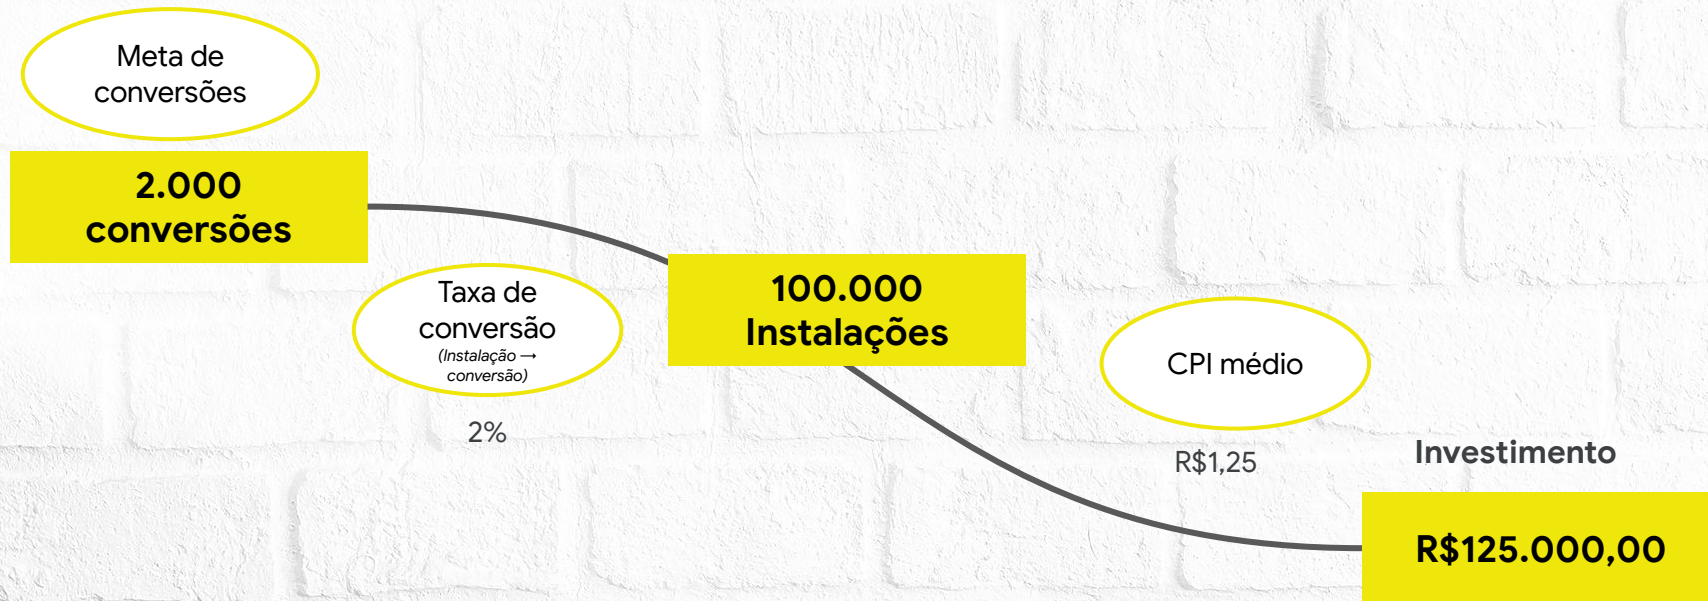 Meta de
conversões
2.000
conversões
Taxa de
conversão
(Instalação →
conversão)
2%
100.000
Instalações
CPI médio
R$1,25
Investimento
R$125.000,00